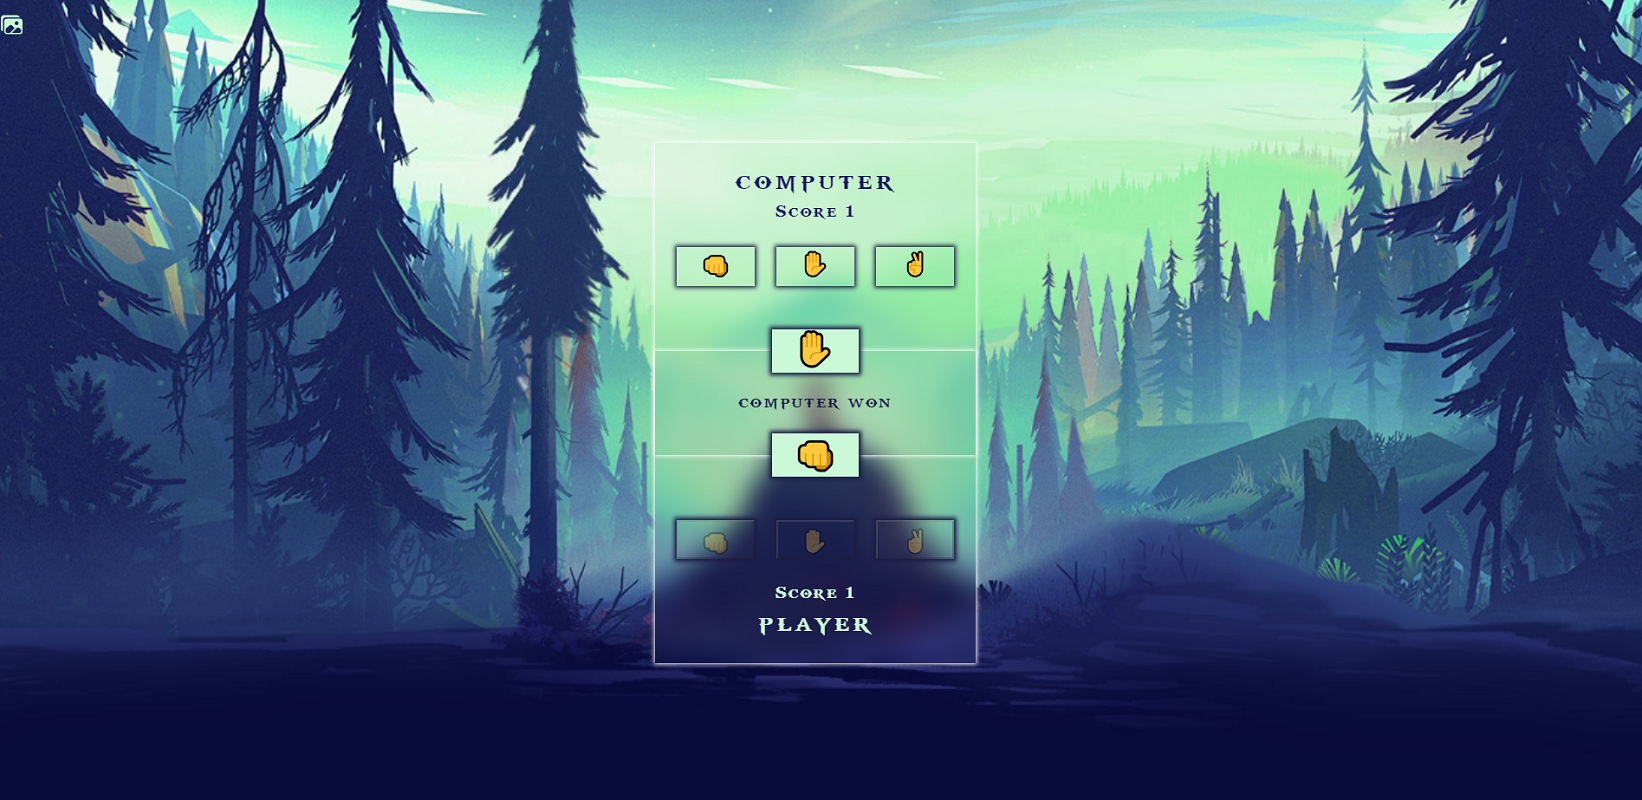 COMPUTER
Score 1
COMPUTER WON
Score 1
PLAYER